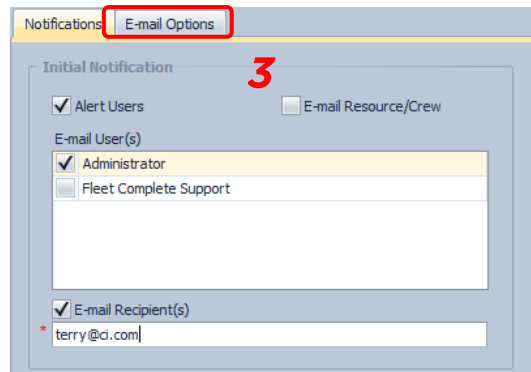 Notifications E-mail Options
Initial Notification
3
Alert Users E-mail Resource/Crew
E-mail User(s)
Administrator
Fleet Complete Support
E-mail Recipient(s)
* terry@ci.com